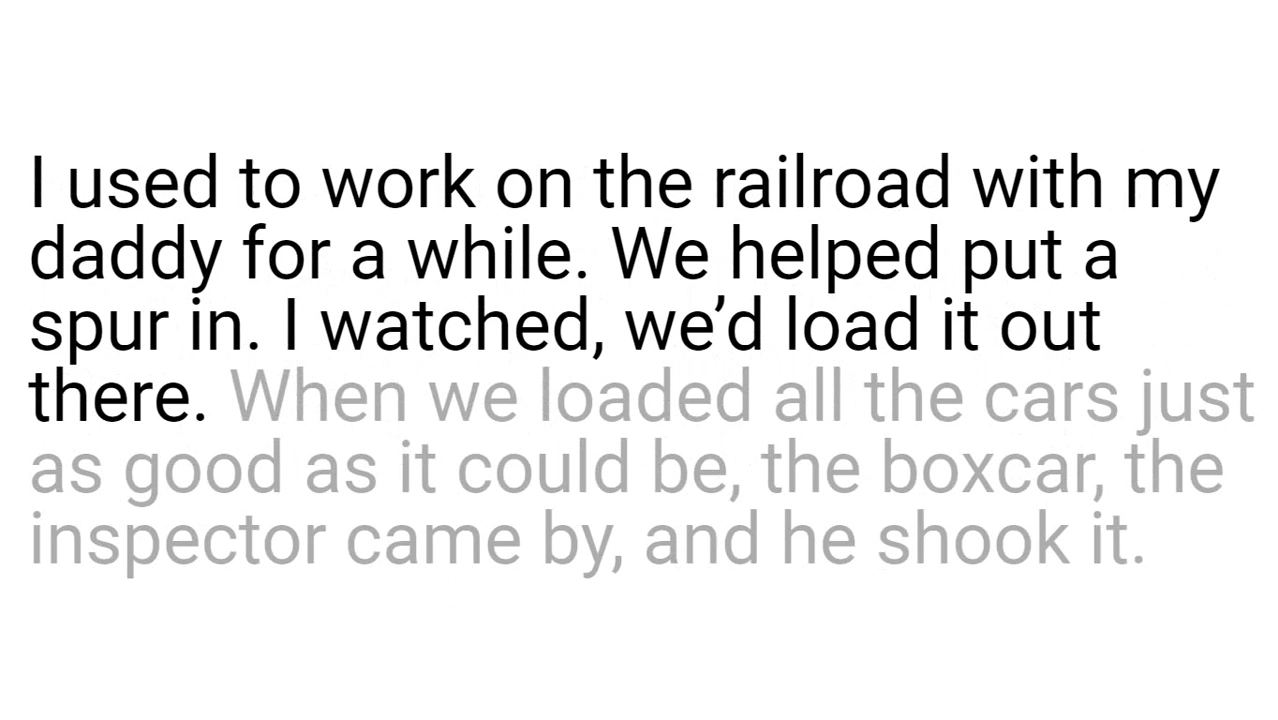 I used to work on the railroad with my
daddy for a while. We helped put a
spur in. I watched, we’d load it out
there. When we loaded all the cars just
as good as it could be, the boxcar, the
inspector came by, and he shook it.